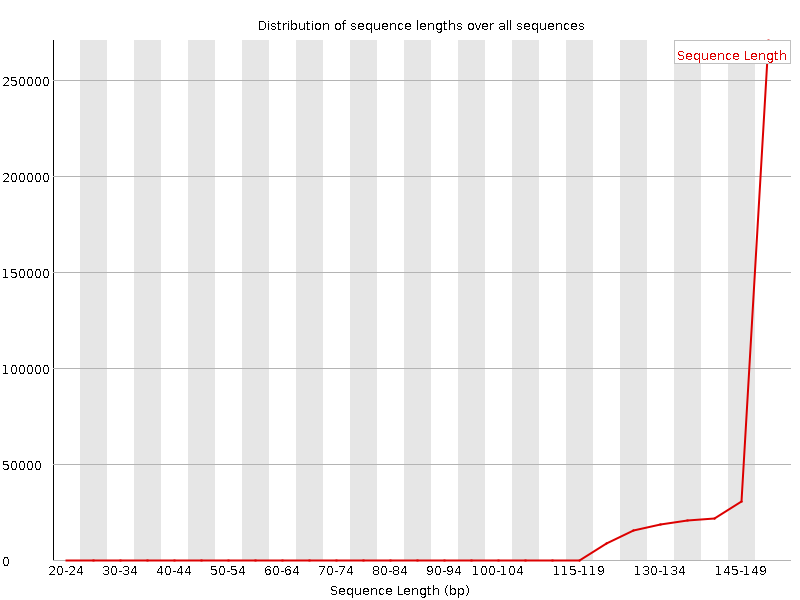 Distribution of sequence lengths over all sequences
Sequence Length
250000
200000
150000
100000
50000
0
20-24 30-34 40-44 50-54 60-64 70-74 80-84 90-94 100-104 115-119 130-134 145-149
Sequence Length (bp)